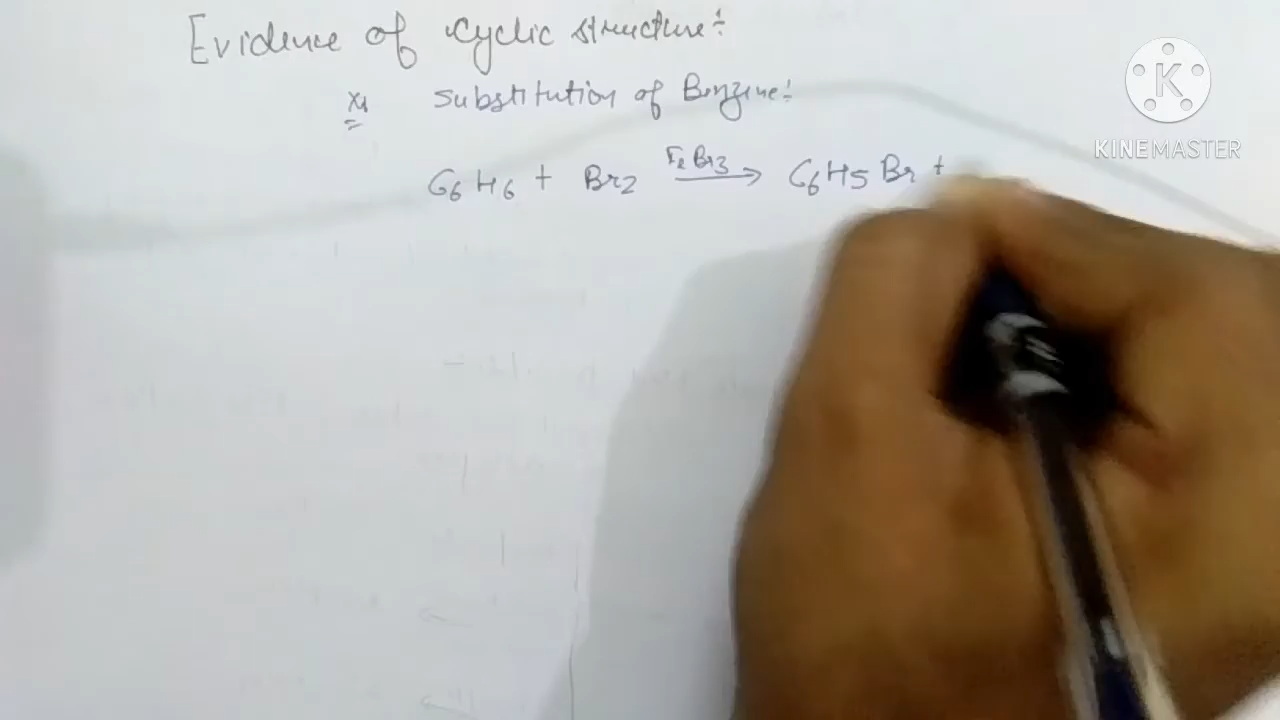 Evidence of cyclic structure:
Substitution of Benzene:
C6H6 + Br2 FeBr3 → C6H5Br +
K
KINEMASTER